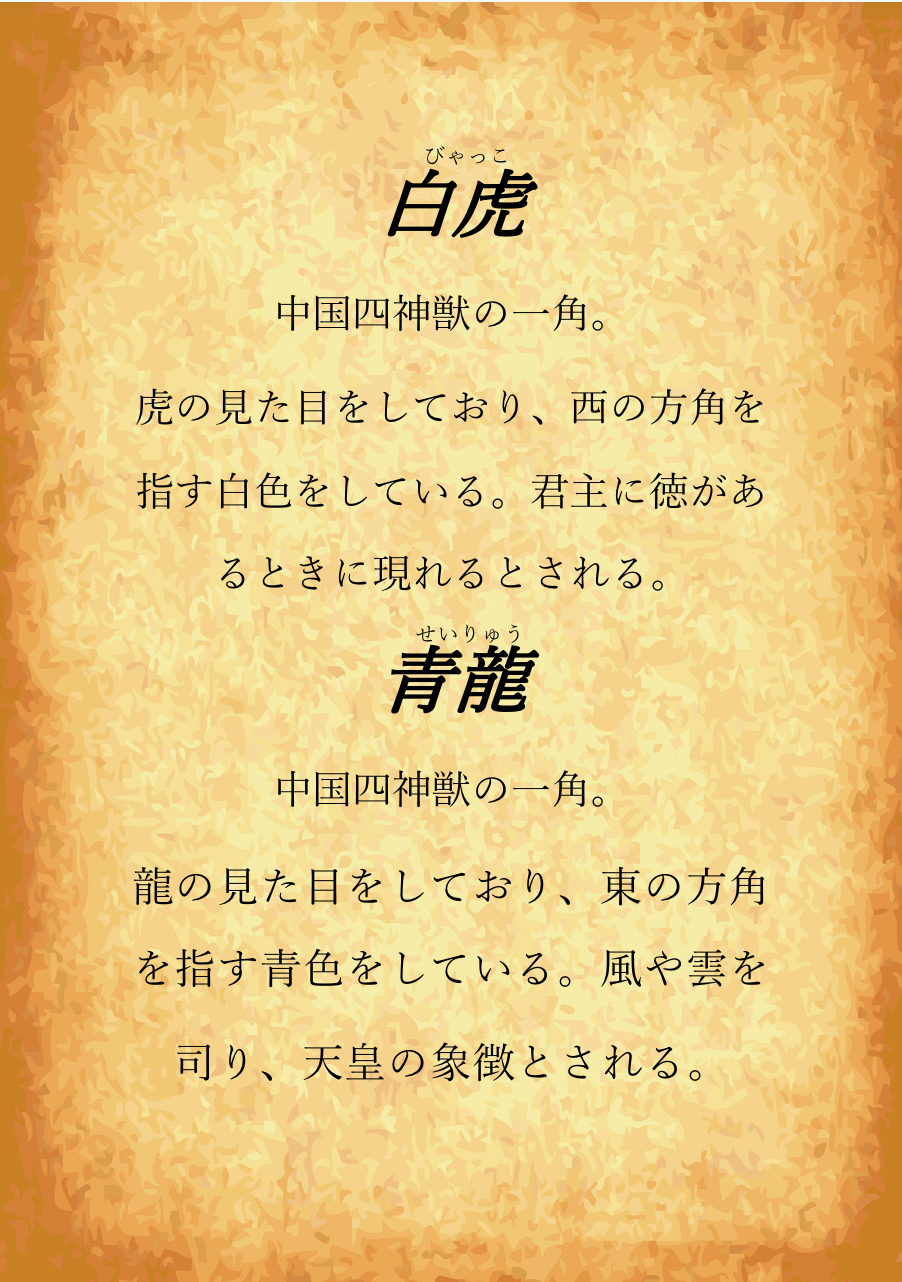 びゃっこ
白虎
中国四神獣の一角。
虎の見た目をしており、西の方角を
指す白色をしている。君主に徳があ
るときに現れるとされる。
せいりゅう
青龍
中国四神獣の一角。
龍の見た目をしており、東の方角
を指す青色をしている。風や雲を
司り、天皇の象徴とされる。